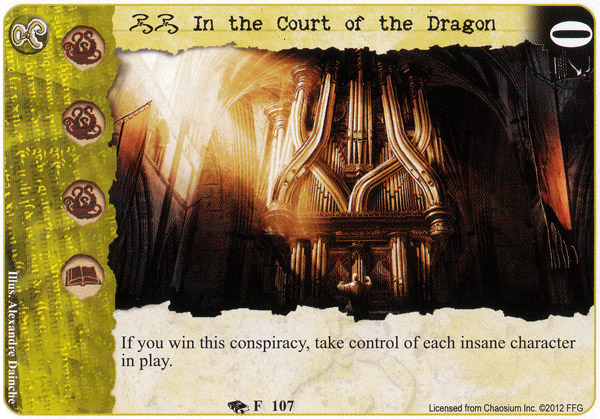 In the Court of the Dragon
0
If you win this conspiracy, take control of each insane character
in play.
Illus. Alexandre Dainche
F 107
Licensed from Chaosium Inc. ©2012 FFG